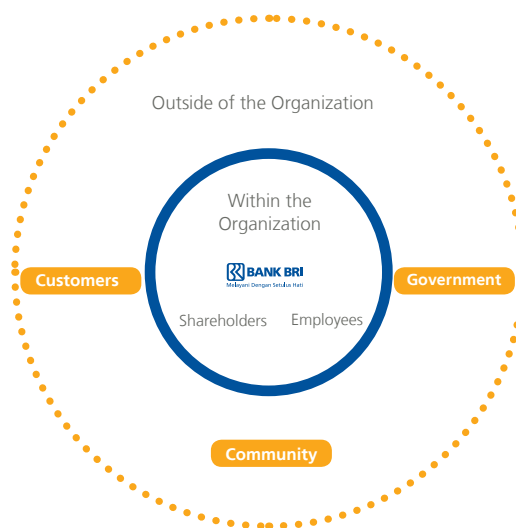 Outside of the Organization
Within the
Organization
BANK BRI
Melayani Dengan Setulus Hati
Customers
Government
Shareholders
Employees
Community